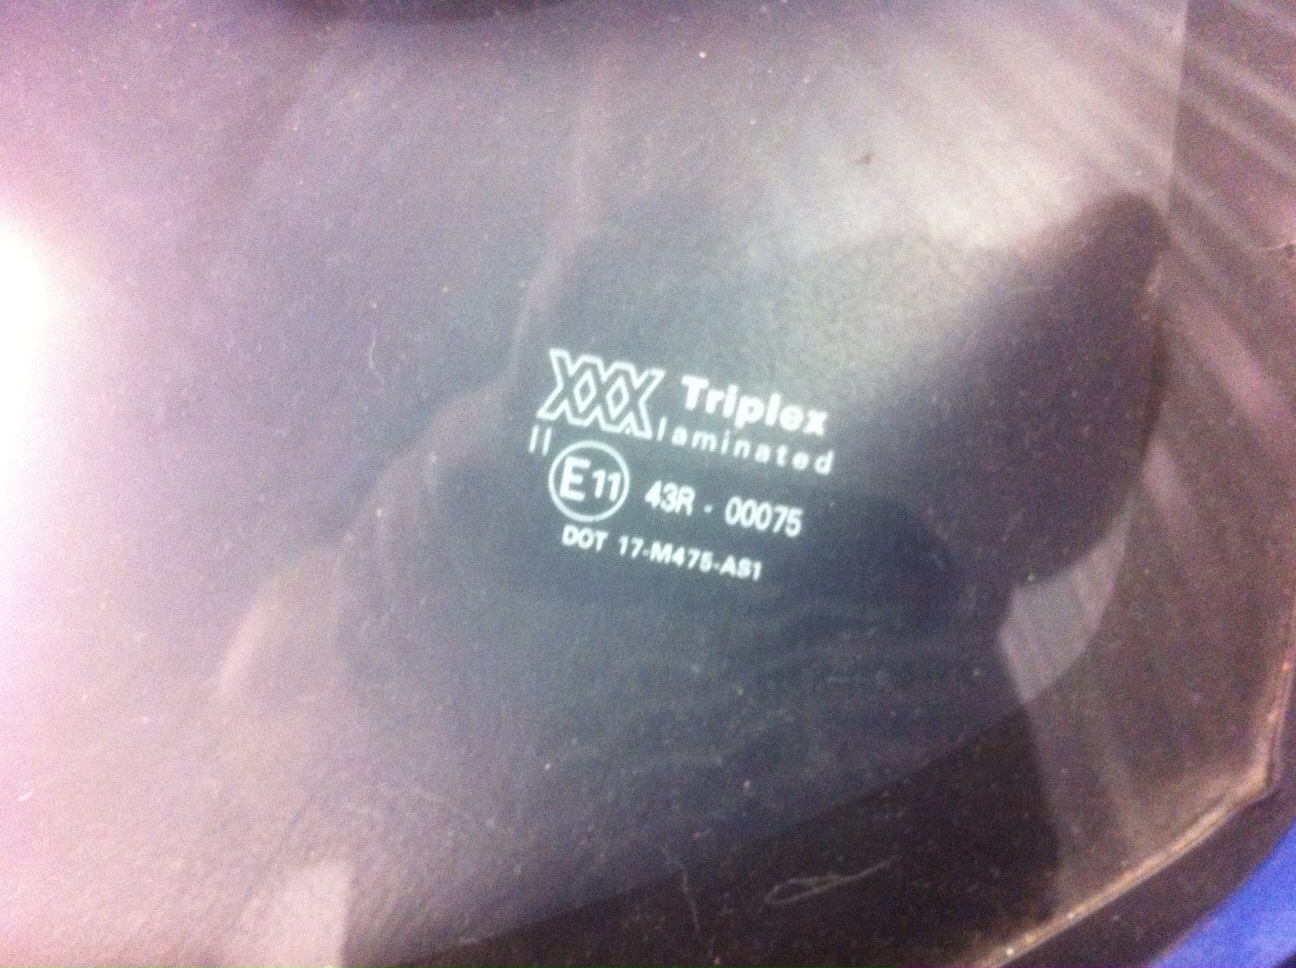 XXX Triplex
laminated
II
E11 43R - 00075
DOT 17-M475-AS1